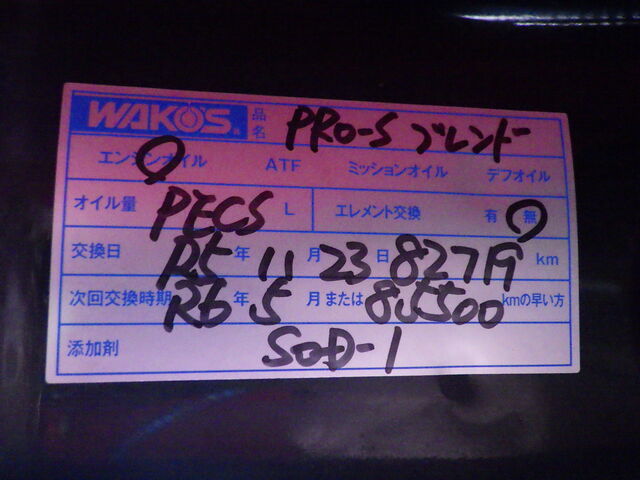 WAKO'S 品名 PRO-S ブレンド
エンジンオイル ATF ミッションオイル デフオイル
オイル量 PECS L エレメント交換 有 無
交換日 R5 年 11 月 23 日 82719 km
次回交換時期 R6 年 5 月 または 85500 kmの早い方
添加剤 SOD-1